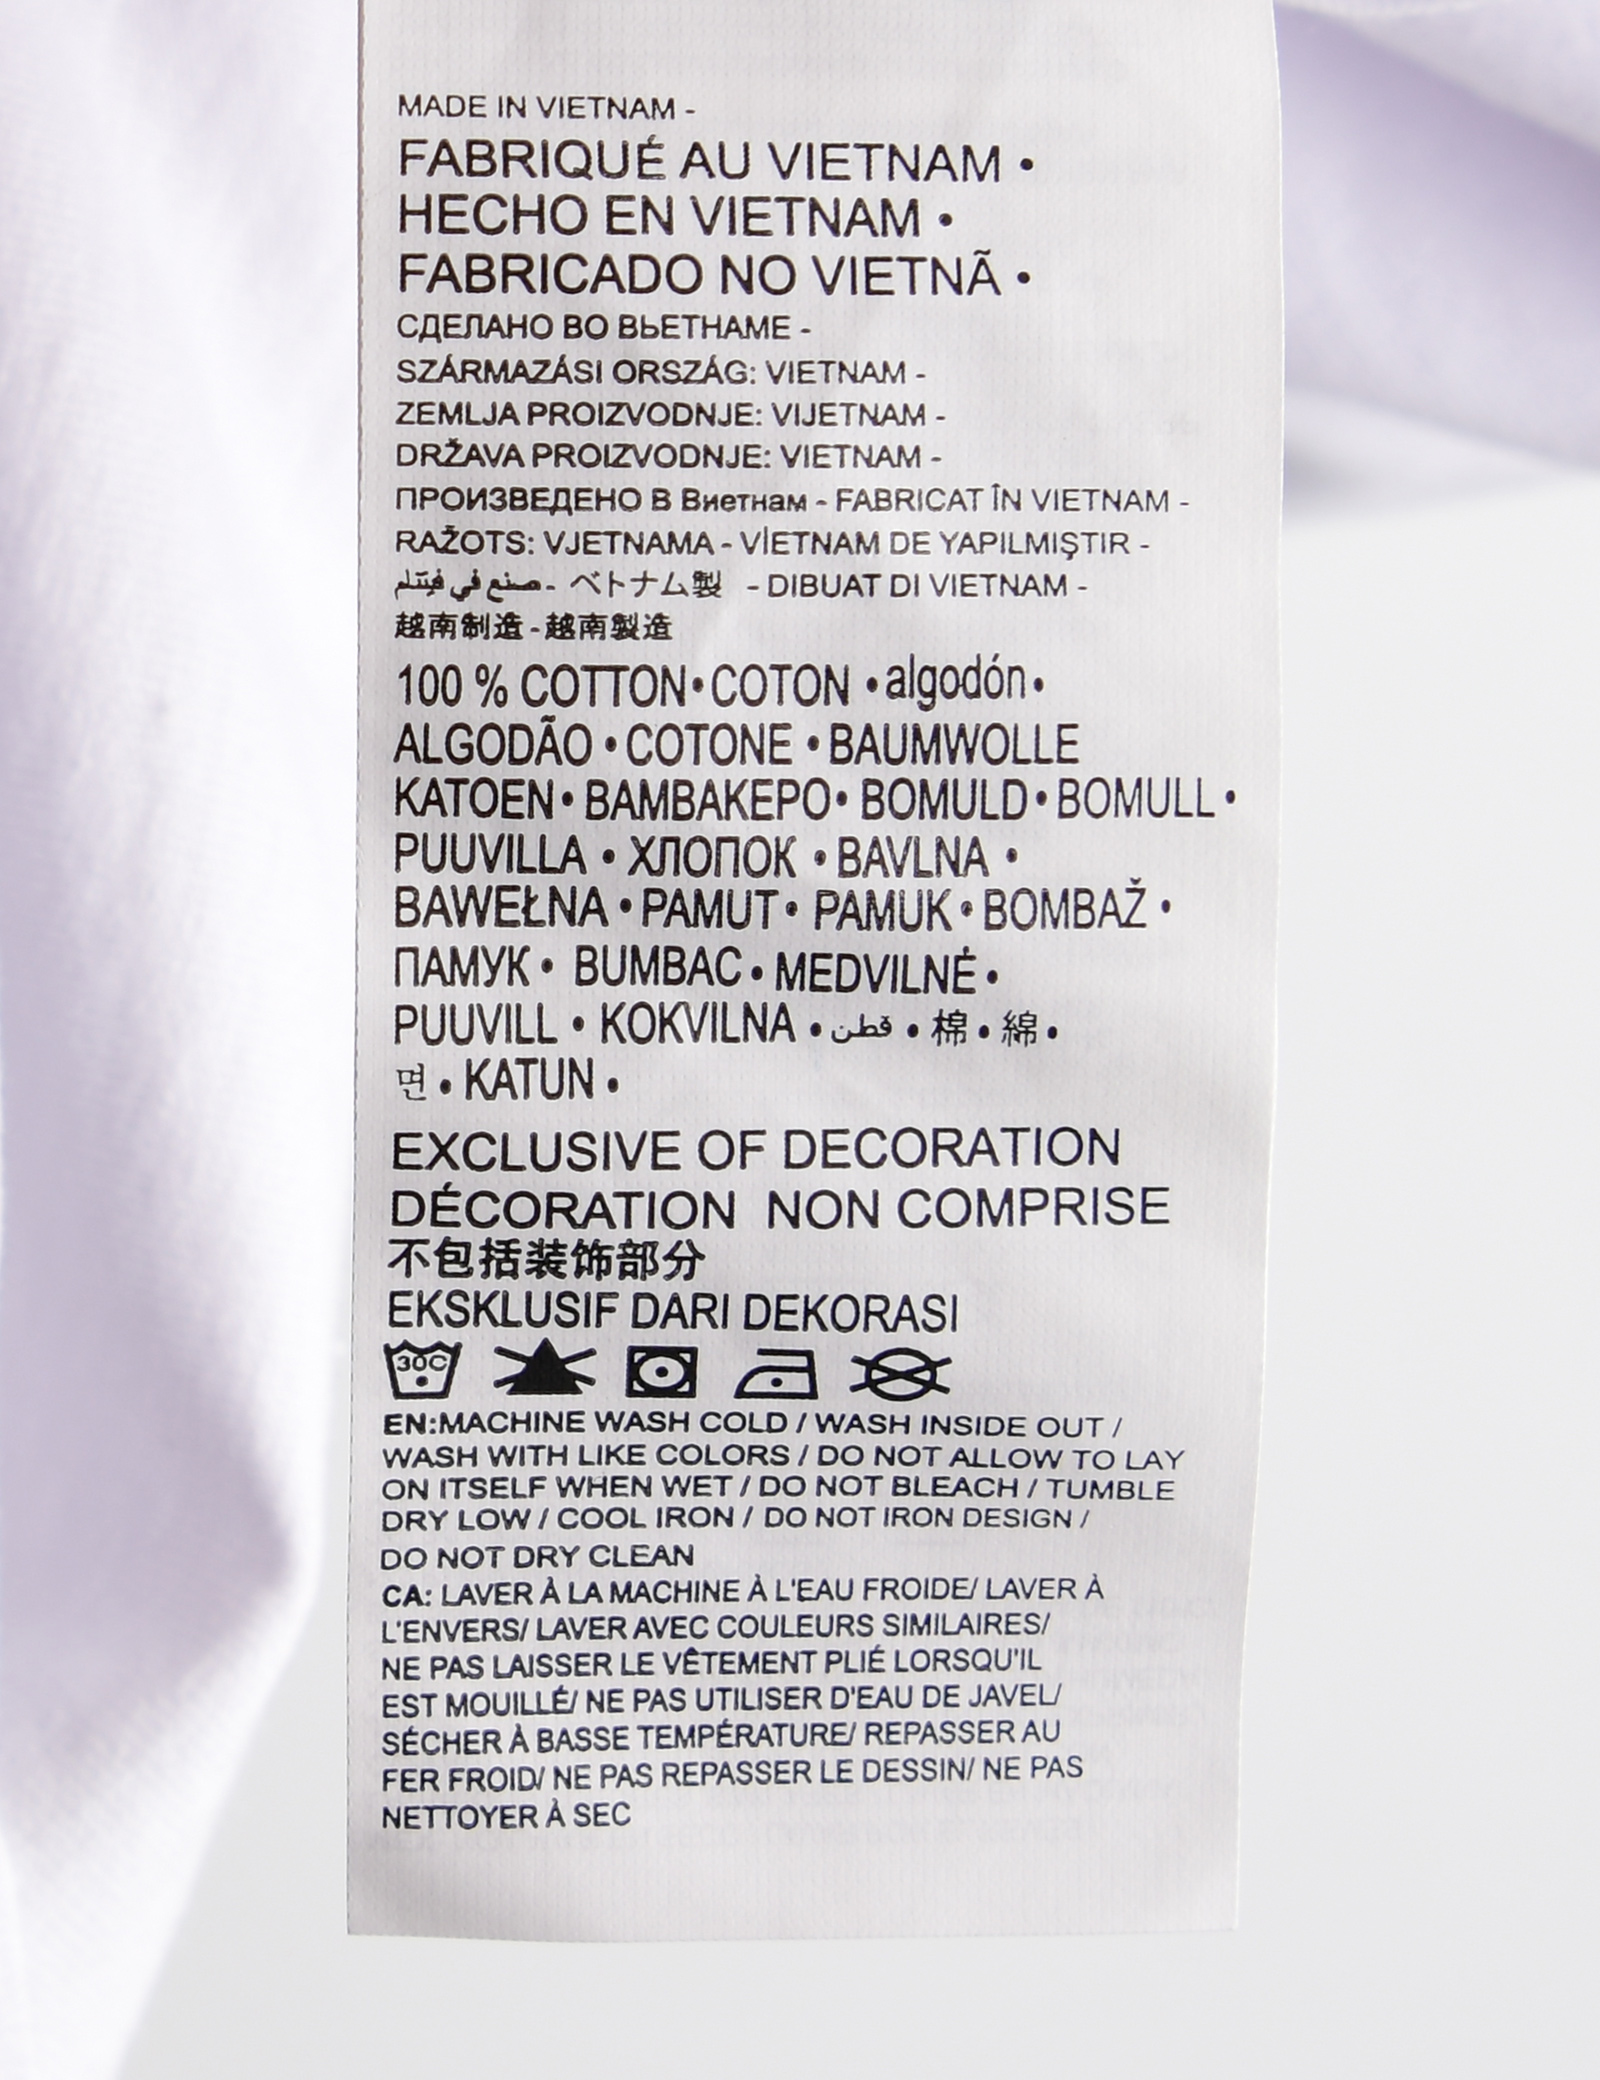 MADE IN VIETNAM -
FABRIQUÉ AU VIETNAM •
HECHO EN VIETNAM •
FABRICADO NO VIETNÃ •
СДЕЛАНО ВО ВЬЕТНАМЕ -
SZÁRMAZÁSI ORSZÁG: VIETNAM -
ZEMLJA PROIZVODNJE: VIJETNAM -
DRŽAVA PROIZVODNJE: VIETNAM -
ПРОИЗВЕДЕНО В Виетнам - FABRICAT ÎN VIETNAM -
RAŽOTS: VJETNAMA - VİETNAM DE YAPILMIŞTIR -
صنع في فيتنام - ベトナム製 - DIBUAT DI VIETNAM -
越南制造 - 越南製造
100 % COTTON • COTON • algodón •
ALGODÃO • COTONE • BAUMWOLLE
KATOEN • BAMBAKEPO • BOMULD • BOMULL •
PUUVILLA • ХЛОПОК • BAVLNA •
BAWEŁNA • PAMUT • PAMUK • BOMBAŽ •
ПАМУК • BUMBAC • MEDVILNÉ •
PUUVILL • KOKVILNA • قطن • 棉 • 綿 •
면 • KATUN •
EXCLUSIVE OF DECORATION
DÉCORATION NON COMPRISE
不包括装饰部分
EKSKLUSIF DARI DEKORASI
30C
EN:MACHINE WASH COLD / WASH INSIDE OUT /
WASH WITH LIKE COLORS / DO NOT ALLOW TO LAY
ON ITSELF WHEN WET / DO NOT BLEACH / TUMBLE
DRY LOW / COOL IRON / DO NOT IRON DESIGN /
DO NOT DRY CLEAN
CA: LAVER À LA MACHINE À L'EAU FROIDE/ LAVER À
L'ENVERS/ LAVER AVEC COULEURS SIMILAIRES/
NE PAS LAISSER LE VÊTEMENT PLIÉ LORSQU'IL
EST MOUILLÉ/ NE PAS UTILISER D'EAU DE JAVEL/
SÉCHER À BASSE TEMPÉRATURE/ REPASSER AU
FER FROID/ NE PAS REPASSER LE DESSIN/ NE PAS
NETTOYER À SEC